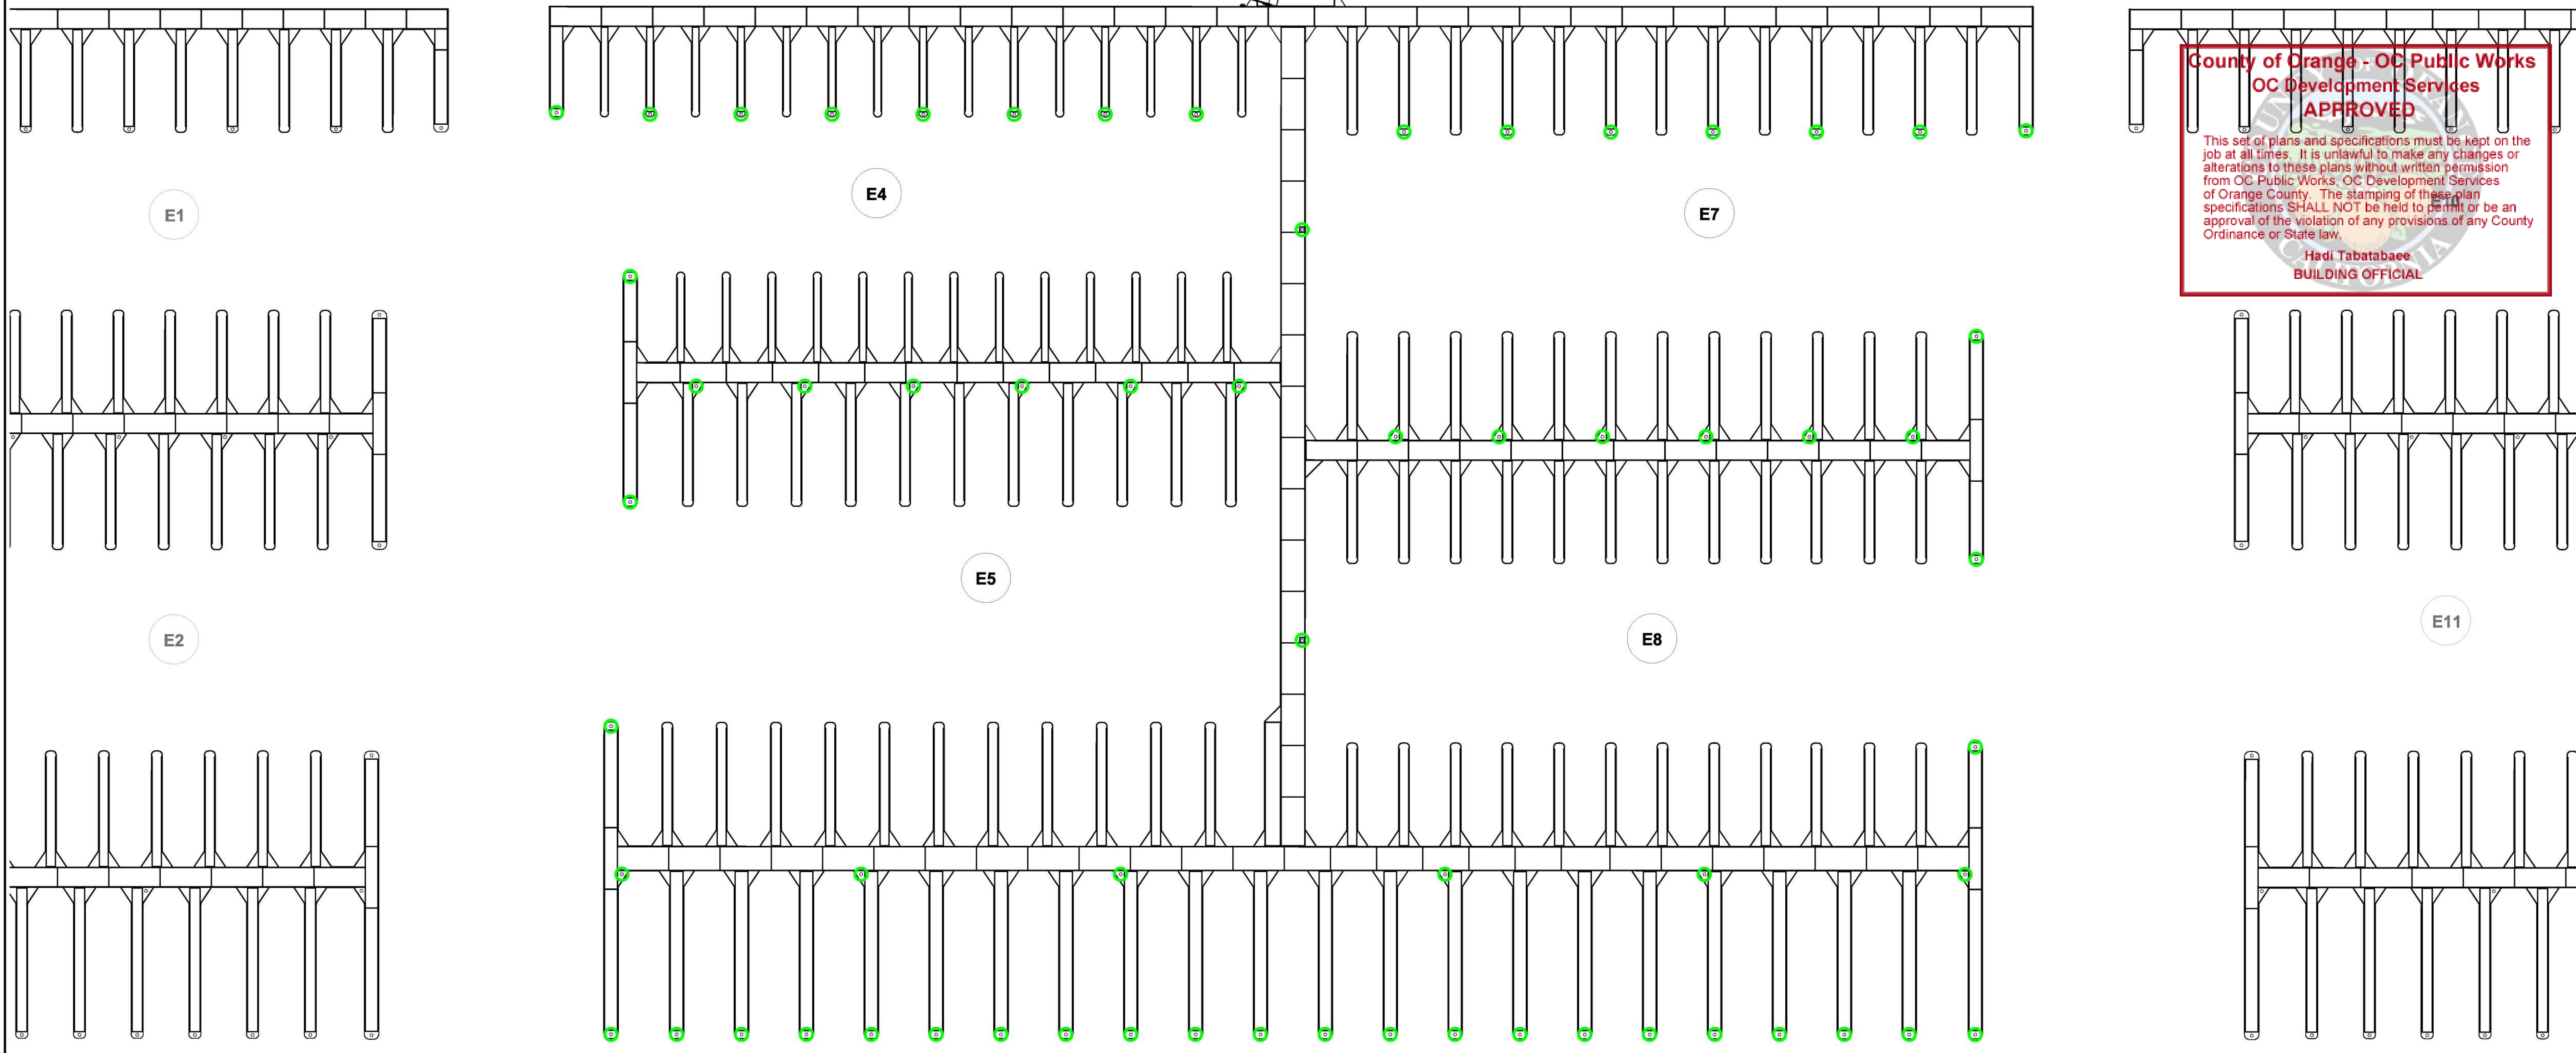 County of Orange - OC Public Works
OC Development Services
APPROVED
This set of plans and specifications must be kept on the
job at all times. It is unlawful to make any changes or
alterations to these plans without written permission
from OC Public Works, OC Development Services
of Orange County. The stamping of these plan
specifications SHALL NOT be held to permit or be an
approval of the violation of any provisions of any County
Ordinance or State law.
Hadi Tabatabaee
BUILDING OFFICIAL
CALIFORNIA
E1
E4
E7
E10
E5
E2
E8
E11